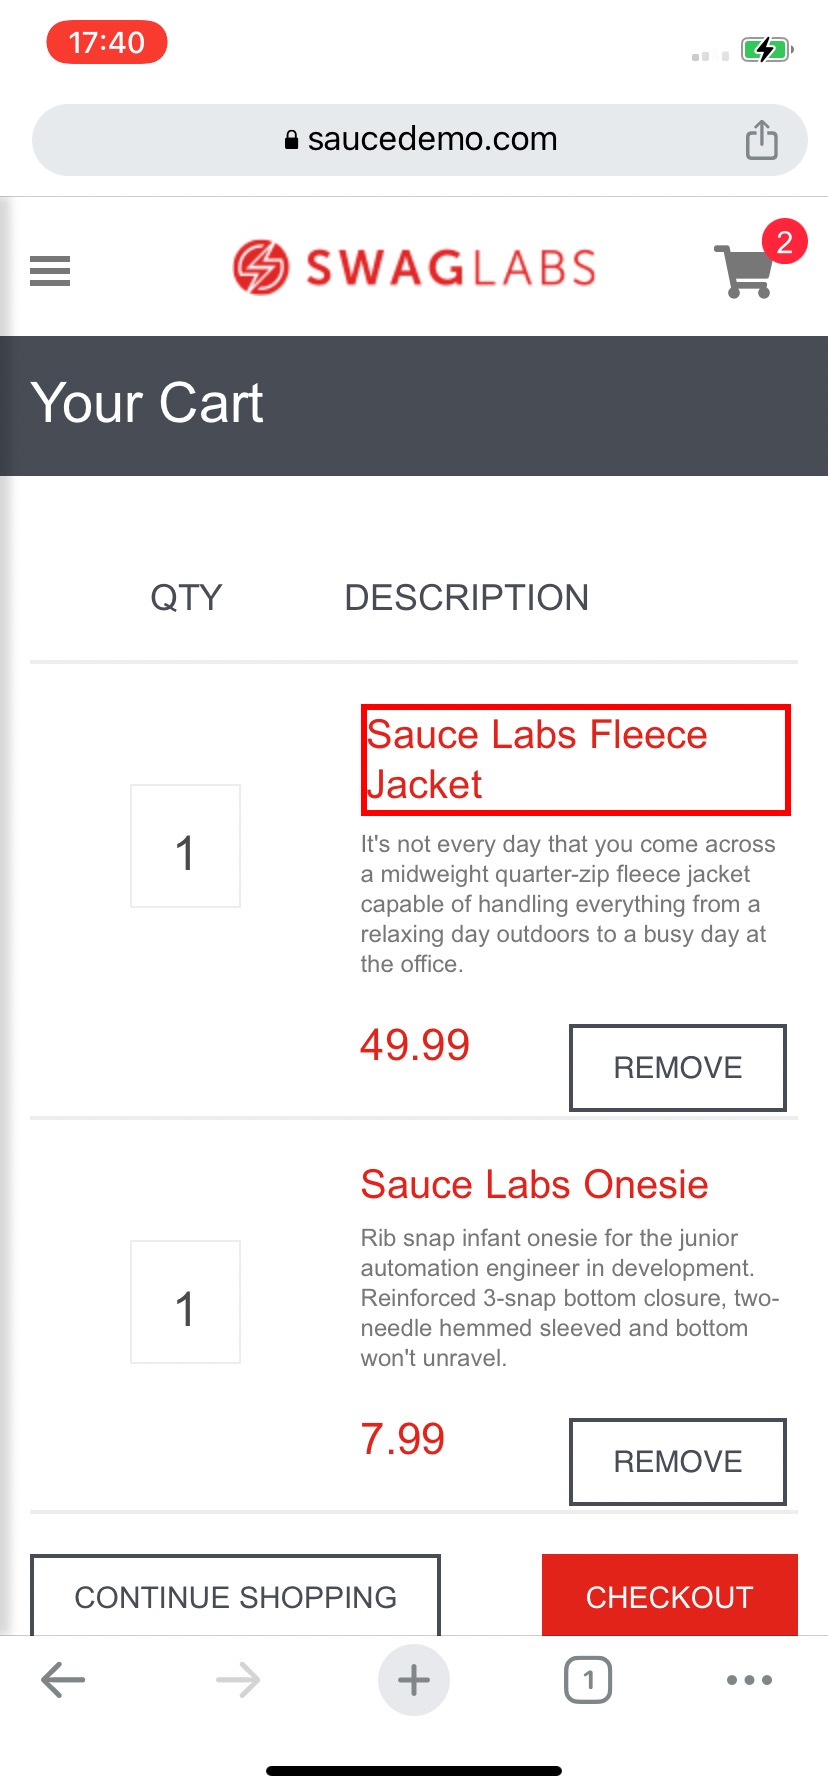 17:40
saucedemo.com
SWAGLABS
2
Your Cart
QTY DESCRIPTION
Sauce Labs Fleece
Jacket
1
It's not every day that you come across
a midweight quarter-zip fleece jacket
capable of handling everything from a
relaxing day outdoors to a busy day at
the office.
49.99
REMOVE
Sauce Labs Onesie
1
Rib snap infant onesie for the junior
automation engineer in development.
Reinforced 3-snap bottom closure, two-
needle hemmed sleeved and bottom
won't unravel.
7.99
REMOVE
CONTINUE SHOPPING
CHECKOUT
1